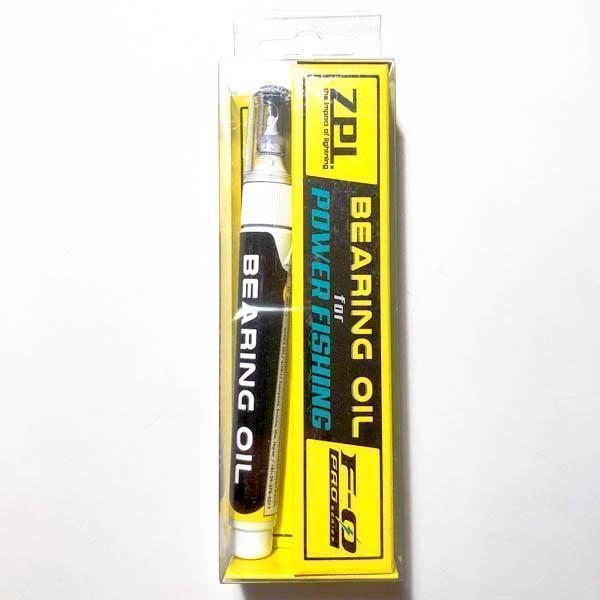 ZPI.
the impact of lightning
BEARING OIL
for
POWER FISHING
F-0
PRO series
BEARING OIL